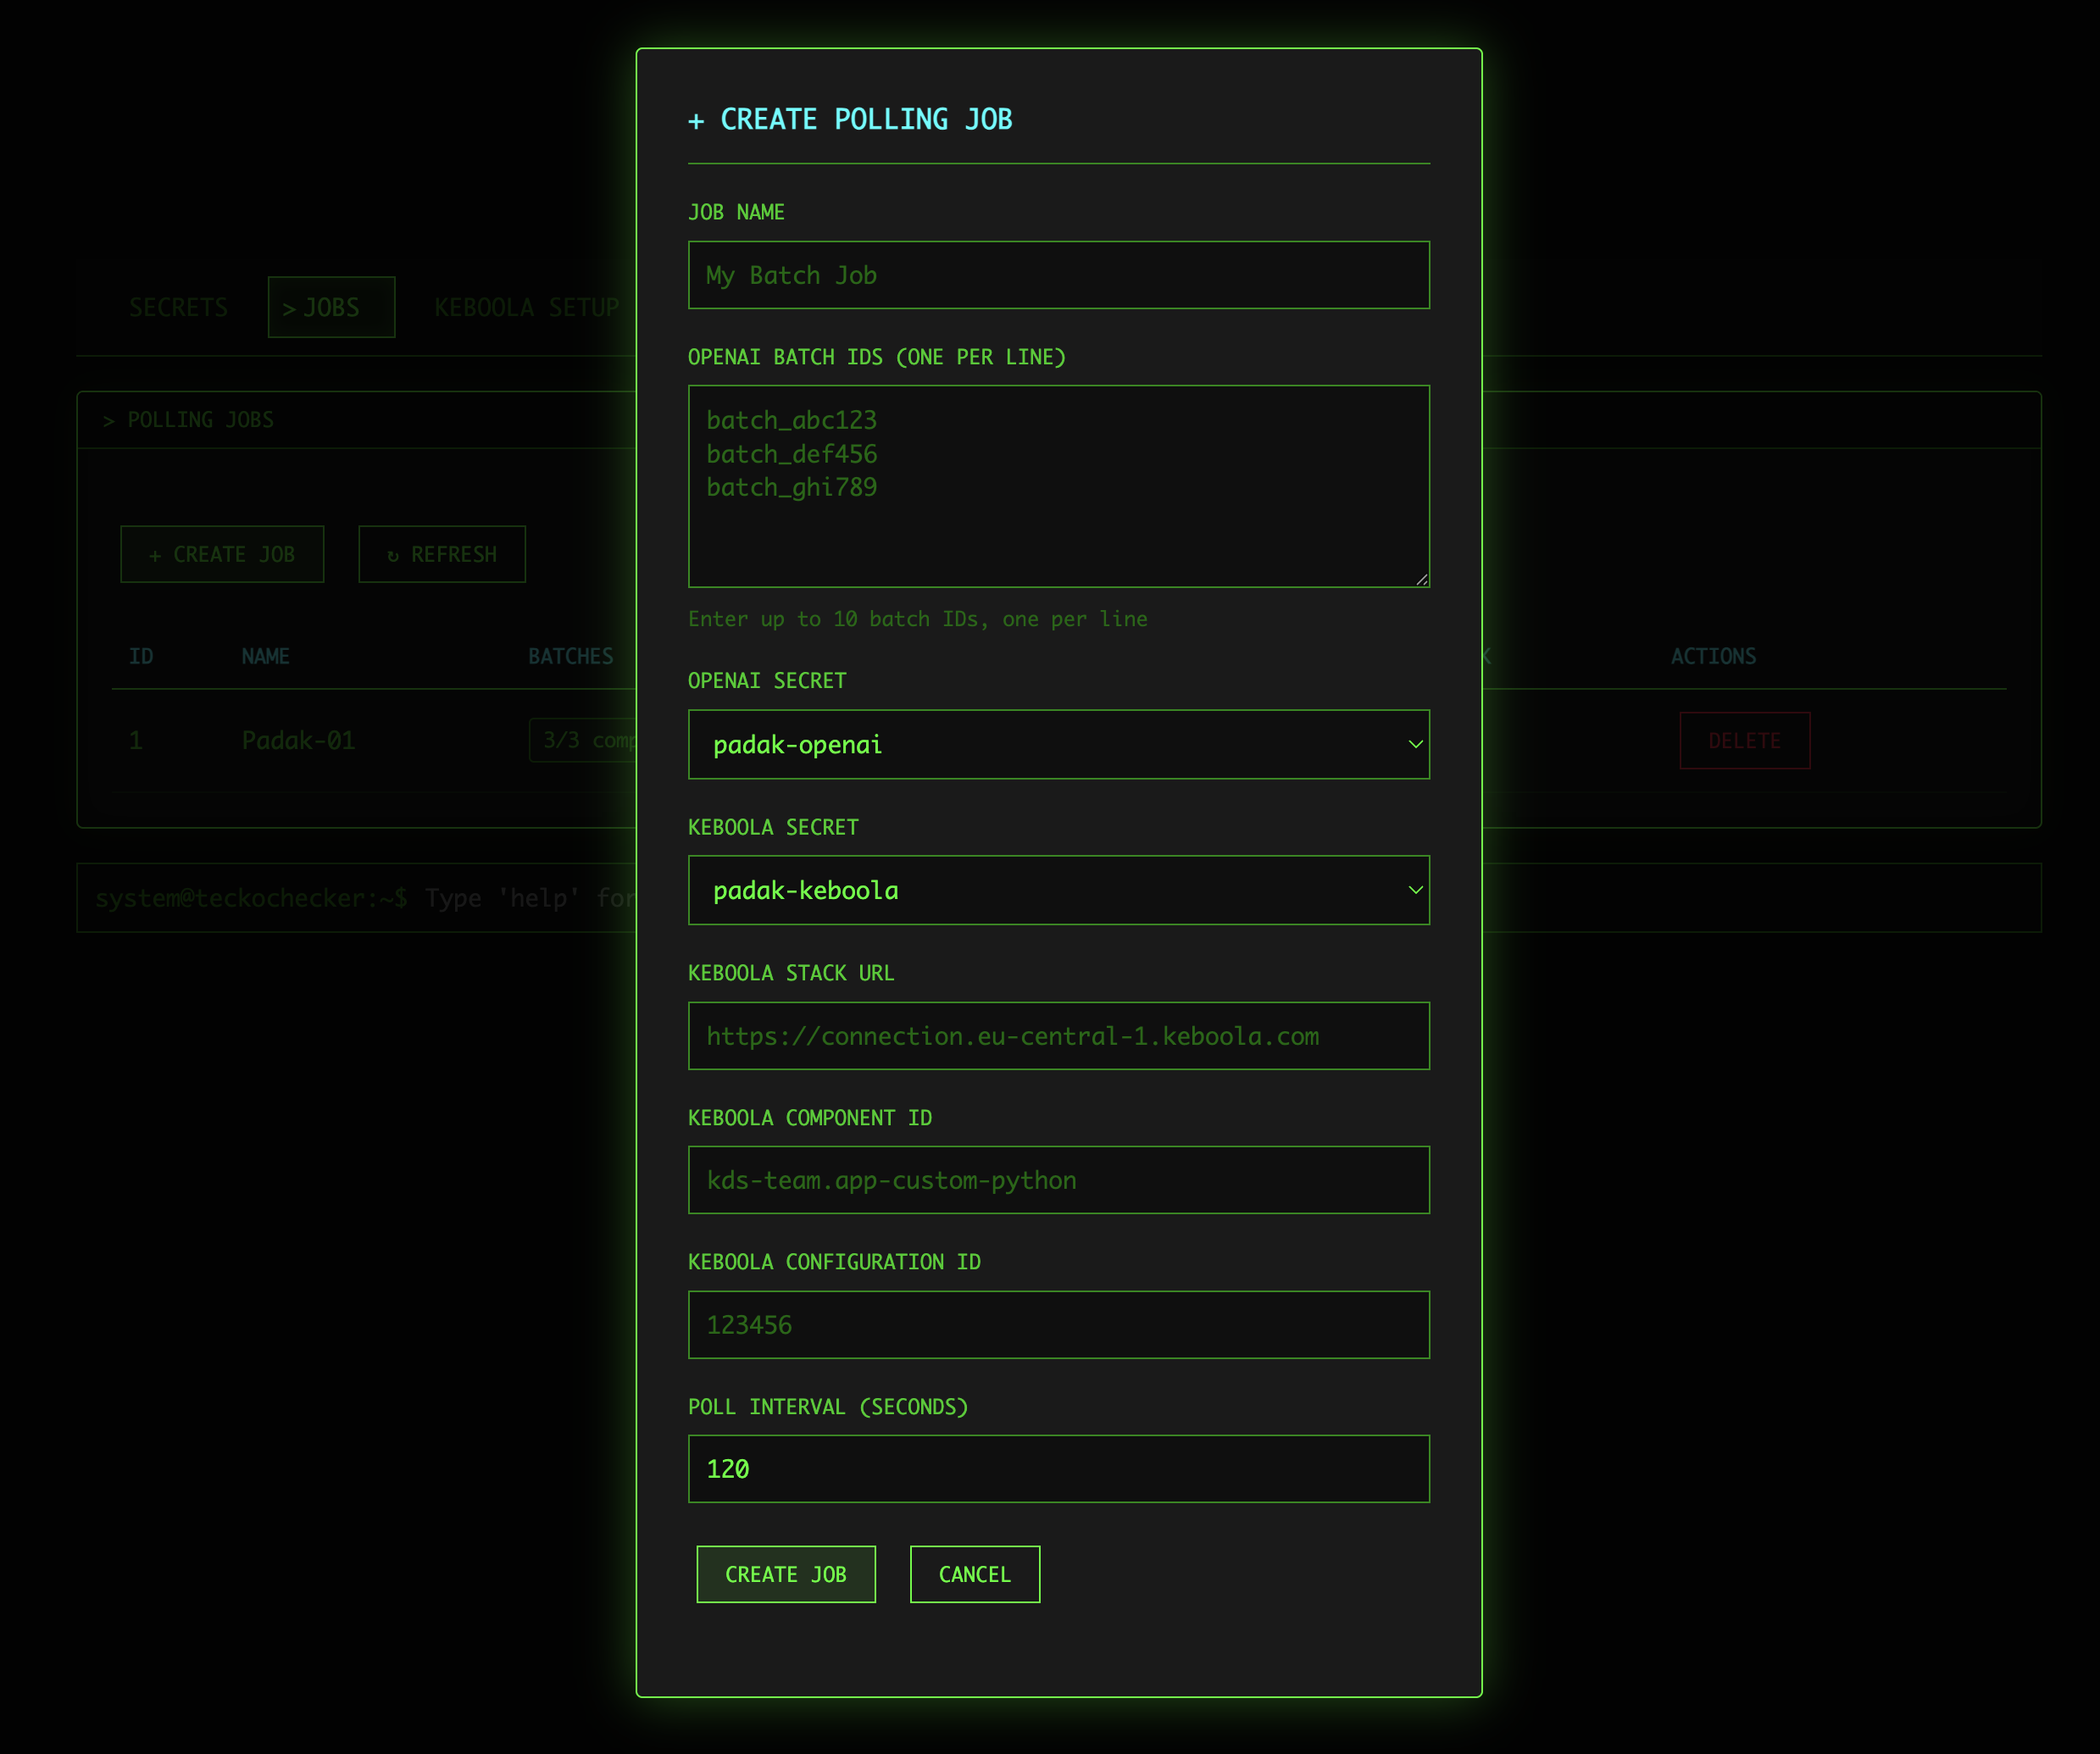 + CREATE POLLING JOB
JOB NAME
My Batch Job
OPENAI BATCH IDS (ONE PER LINE)
batch_abc123
batch_def456
batch_ghi789
Enter up to 10 batch IDs, one per line
OPENAI SECRET
padak-openai
KEBOOLA SECRET
padak-keboola
KEBOOLA STACK URL
https://connection.eu-central-1.keboola.com
KEBOOLA COMPONENT ID
kds-team.app-custom-python
KEBOOLA CONFIGURATION ID
123456
POLL INTERVAL (SECONDS)
120
CREATE JOB CANCEL
SECRETS > JOBS KEBOOLA SETUP
> POLLING JOBS
+ CREATE JOB ↻ REFRESH
ID NAME BATCHES ACTIONS
1 Padak-01 3/3 DELETE
system@teckochecker:~$ Type 'help' for